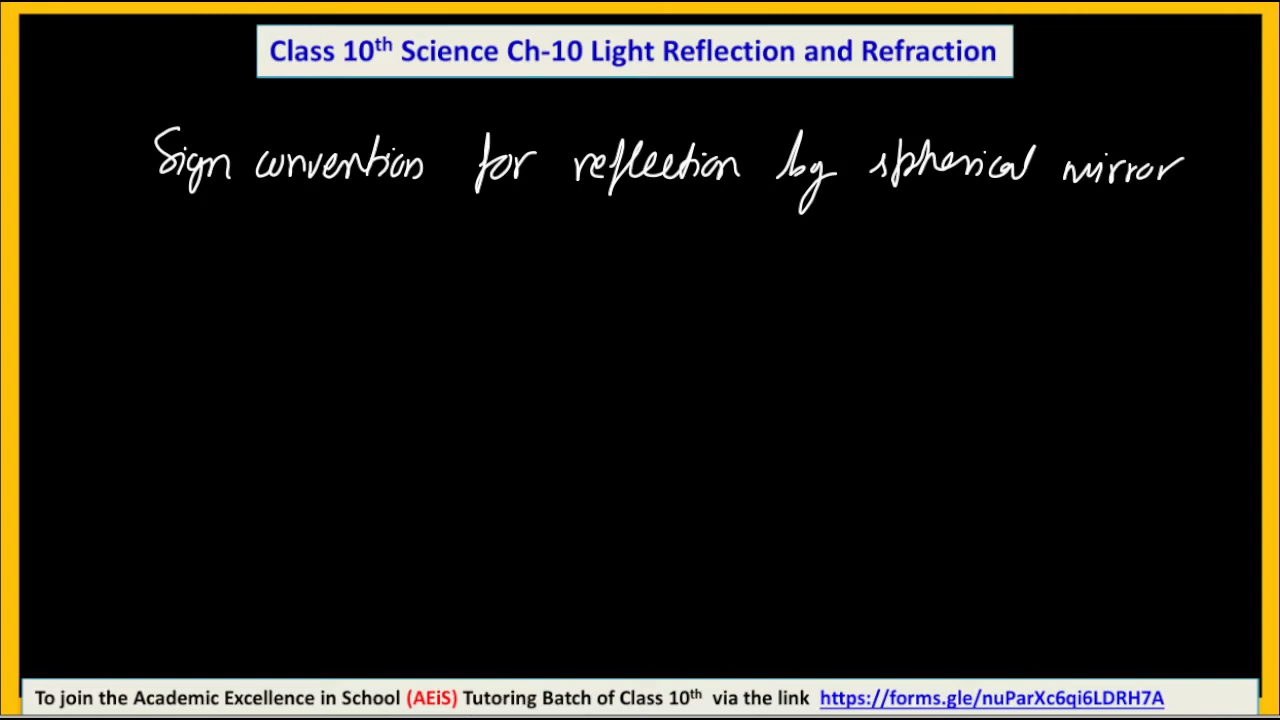 Class 10th Science Ch-10 Light Reflection and Refraction
Sign convention for reflection by spherical mirror
To join the Academic Excellence in School (AEiS) Tutoring Batch of Class 10th via the link https://forms.gle/nuParXc6qi6LDRH7A